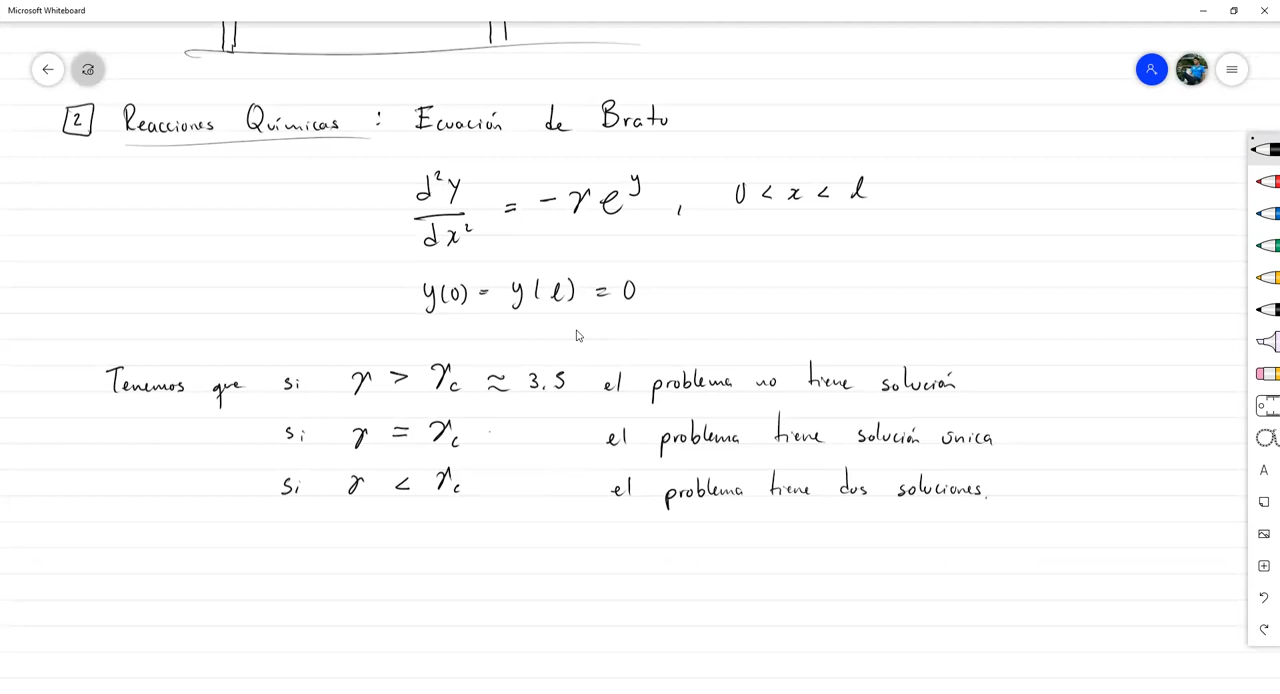 Microsoft Whiteboard
2 Reacciones Químicas : Ecuación de Bratu
d²y/dx² = -γ e^y , 0 < x < l
y(0) = y(l) = 0
Tenemos que si γ > γc ≈ 3.5 el problema no tiene solución
si γ = γc el problema tiene solución única
si γ < γc el problema tiene dos soluciones.
A